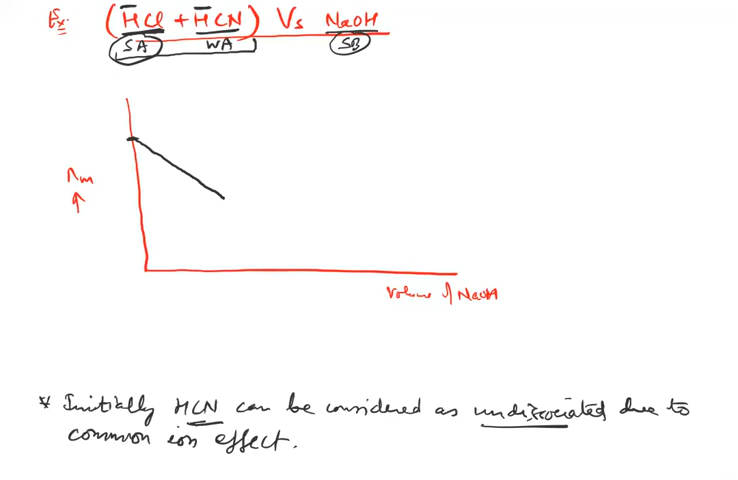 Ex. (HCl + HCN) Vs NaOH
SA WA SB
Λm
↑
Volume of NaOH
* Initially HCN can be considered as undissociated due to
common ion effect.